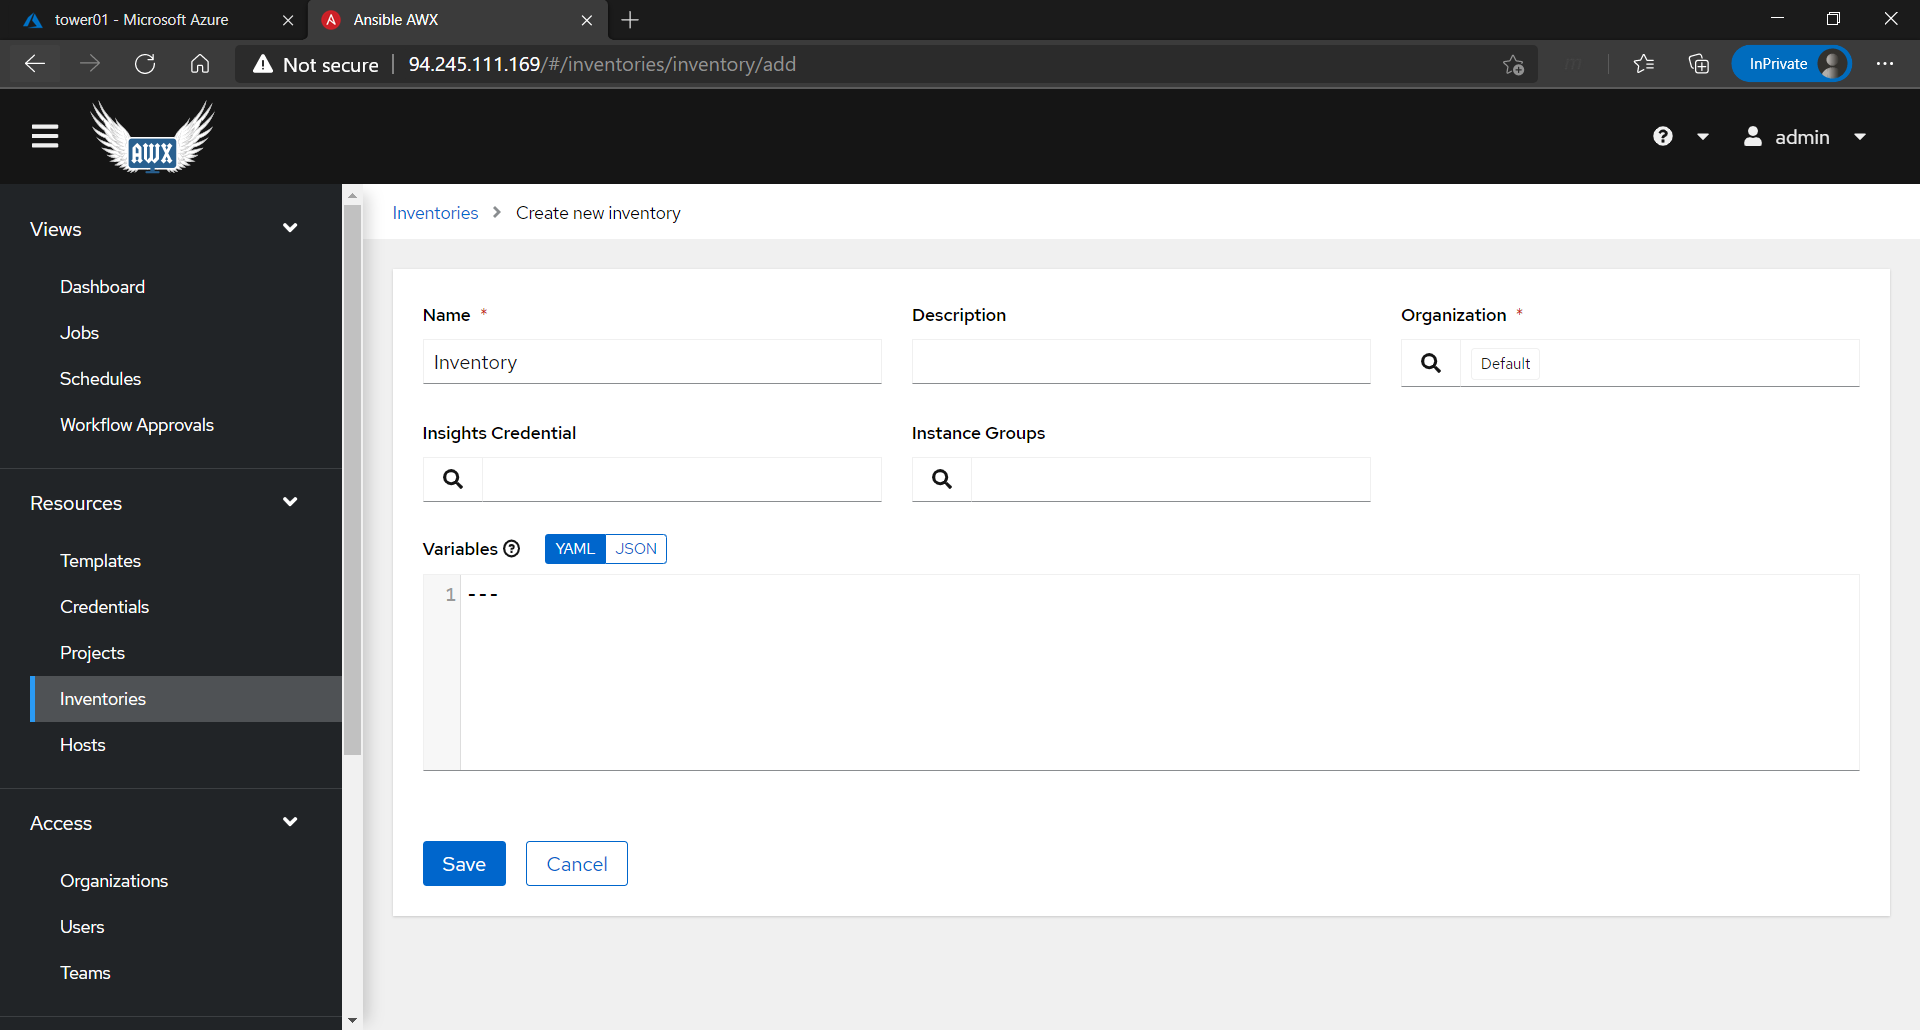 tower01 - Microsoft Azure
Ansible AWX
Not secure
94.245.111.169/#/inventories/inventory/add
InPrivate
AWX
admin
Views
Dashboard
Jobs
Schedules
Workflow Approvals
Resources
Templates
Credentials
Projects
Inventories
Hosts
Access
Organizations
Users
Teams
Inventories > Create new inventory
Name *
Description
Organization *
Inventory
Default
Insights Credential
Instance Groups
Variables
YAML
JSON
1 ---
Save
Cancel